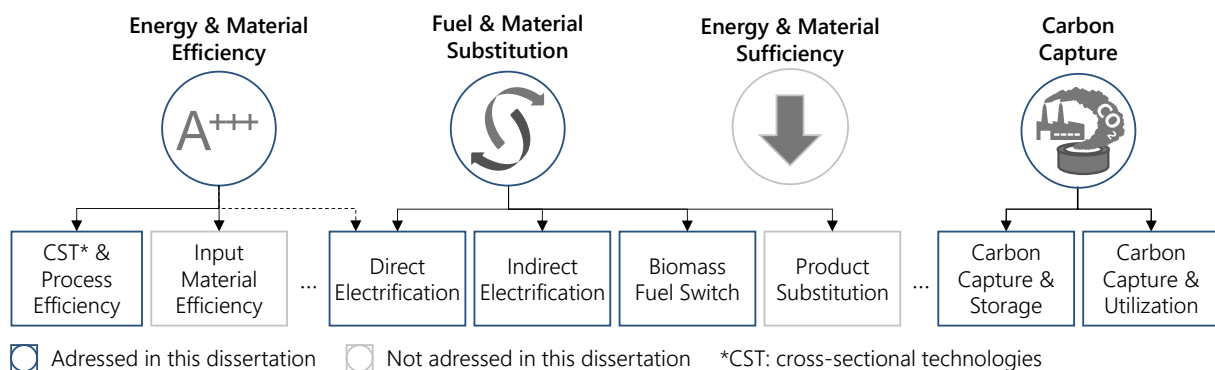 Energy & Material
Efficiency
Fuel & Material
Substitution
Energy & Material
Sufficiency
Carbon
Capture
A+++
CO2
CST* &
Process
Efficiency
Input
Material
Efficiency
...
Direct
Electrification
Indirect
Electrification
Biomass
Fuel Switch
Product
Substitution
...
Carbon
Capture &
Storage
Carbon
Capture &
Utilization
Adressed in this dissertation
Not adressed in this dissertation
*CST: cross-sectional technologies